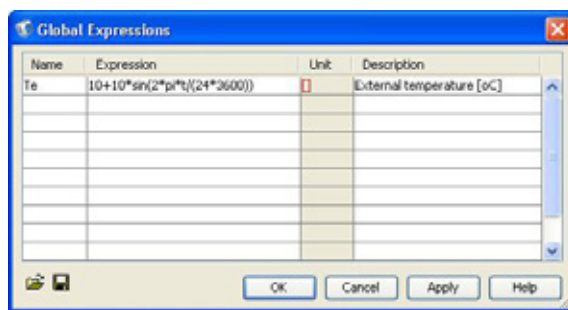 Global Expressions
Name Expression Unit Description
Te 10+10*sin(2*pi*t/(24*3600)) [] External temperature [oC]
OK Cancel Apply Help